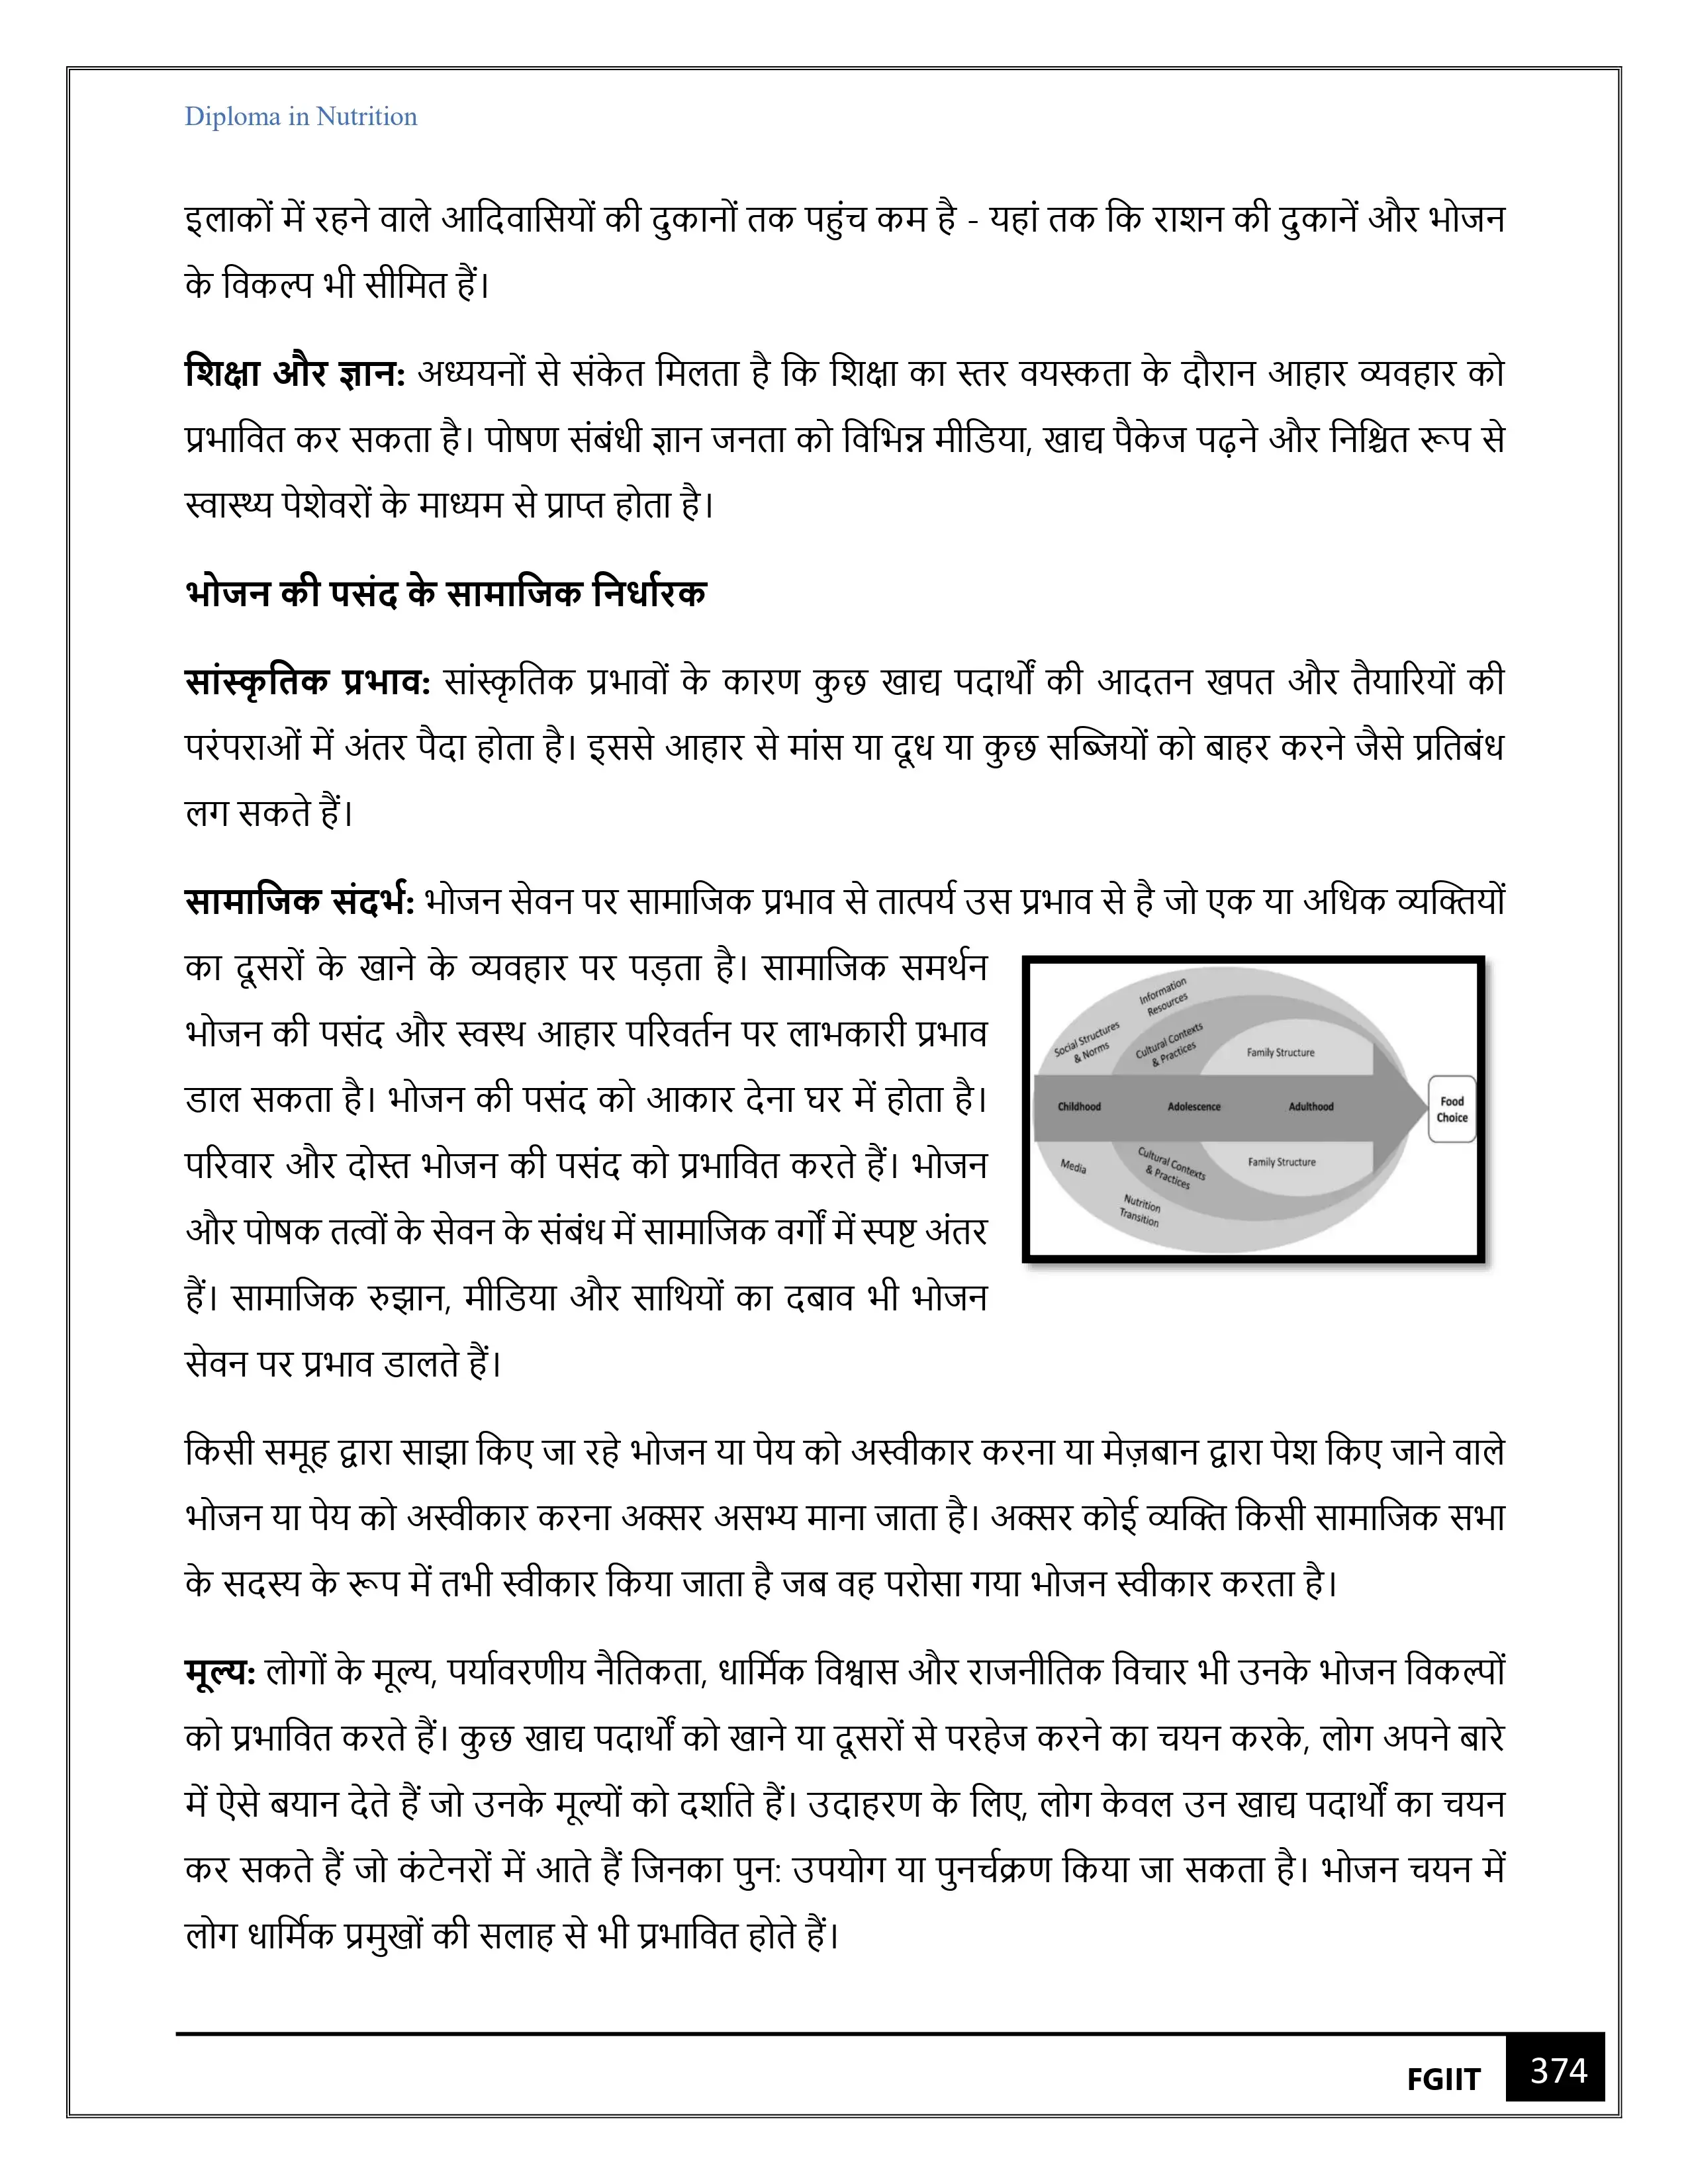 Diploma in Nutrition
इलाकों में रहने वाले आदिवासियों की दुकानों तक पहुंच कम है - यहां तक कि राशन की दुकानें और भोजन
के विकल्प भी सीमित हैं।
शिक्षा और ज्ञान: अध्ययनों से संकेत मिलता है कि शिक्षा का स्तर वयस्कता के दौरान आहार व्यवहार को
प्रभावित कर सकता है। पोषण संबंधी ज्ञान जनता को विभिन्न मीडिया, खाद्य पैकेज पढ़ने और निश्चित रूप से
स्वास्थ्य पेशेवरों के माध्यम से प्राप्त होता है।
भोजन की पसंद के सामाजिक निर्धारक
सांस्कृतिक प्रभाव: सांस्कृतिक प्रभावों के कारण कुछ खाद्य पदार्थों की आदतन खपत और तैयारियों की
परंपराओं में अंतर पैदा होता है। इससे आहार से मांस या दूध या कुछ सब्जियों को बाहर करने जैसे प्रतिबंध
लग सकते हैं।
सामाजिक संदर्भ: भोजन सेवन पर सामाजिक प्रभाव से तात्पर्य उस प्रभाव से है जो एक या अधिक व्यक्तियों
का दूसरों के खाने के व्यवहार पर पड़ता है। सामाजिक समर्थन
भोजन की पसंद और स्वस्थ आहार परिवर्तन पर लाभकारी प्रभाव
डाल सकता है। भोजन की पसंद को आकार देना घर में होता है।
परिवार और दोस्त भोजन की पसंद को प्रभावित करते हैं। भोजन
और पोषक तत्वों के सेवन के संबंध में सामाजिक वर्गों में स्पष्ट अंतर
हैं। सामाजिक रुझान, मीडिया और साथियों का दबाव भी भोजन
सेवन पर प्रभाव डालते हैं।
Information
Resources
Social Structures
& Norms
Cultural Contexts
& Practices
Family Structure
Childhood
Adolescence
Adulthood
Food
Choice
Media
Cultural Contexts
& Practices
Family Structure
Nutrition
Transition
किसी समूह द्वारा साझा किए जा रहे भोजन या पेय को अस्वीकार करना या मेज़बान द्वारा पेश किए जाने वाले
भोजन या पेय को अस्वीकार करना अक्सर असभ्य माना जाता है। अक्सर कोई व्यक्ति किसी सामाजिक सभा
के सदस्य के रूप में तभी स्वीकार किया जाता है जब वह परोसा गया भोजन स्वीकार करता है।
मूल्य: लोगों के मूल्य, पर्यावरणीय नैतिकता, धार्मिक विश्वास और राजनीतिक विचार भी उनके भोजन विकल्पों
को प्रभावित करते हैं। कुछ खाद्य पदार्थों को खाने या दूसरों से परहेज करने का चयन करके, लोग अपने बारे
में ऐसे बयान देते हैं जो उनके मूल्यों को दर्शाते हैं। उदाहरण के लिए, लोग केवल उन खाद्य पदार्थों का चयन
कर सकते हैं जो कंटेनरों में आते हैं जिनका पुन: उपयोग या पुनर्चक्रण किया जा सकता है। भोजन चयन में
लोग धार्मिक प्रमुखों की सलाह से भी प्रभावित होते हैं।
FGIIT
374